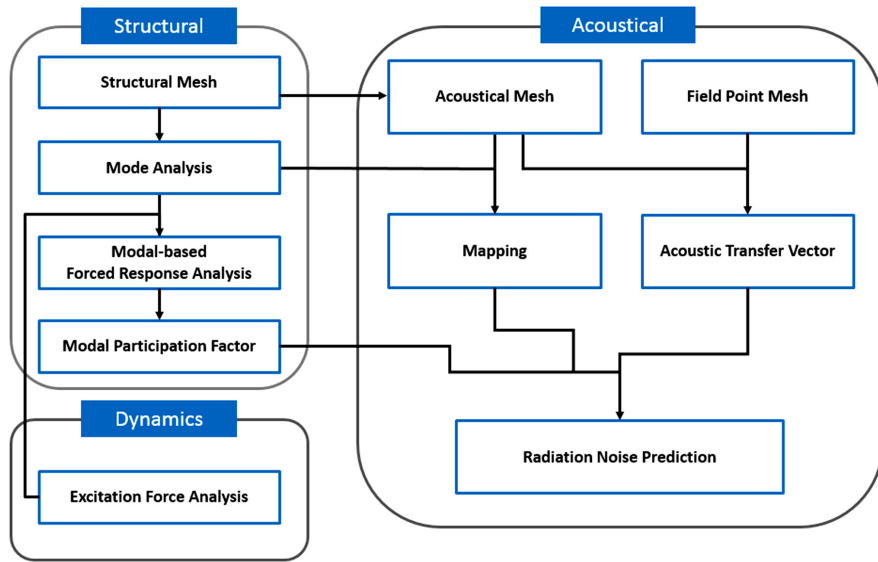 Structural
Structural Mesh
Mode Analysis
Modal-based
Forced Response Analysis
Modal Participation Factor
Dynamics
Excitation Force Analysis
Acoustical
Acoustical Mesh
Field Point Mesh
Mapping
Acoustic Transfer Vector
Radiation Noise Prediction